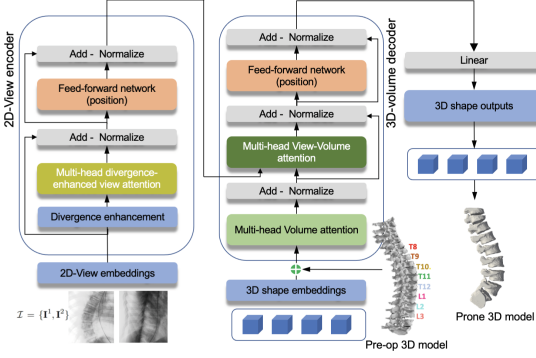 2D-View encoder
Add - Normalize
Feed-forward network
(position)
Add - Normalize
Multi-head divergence-
enhanced view attention
Divergence enhancement
2D-View embeddings
I = {I¹, I²}
3D-volume decoder
Add - Normalize
Feed-forward network
(position)
Add - Normalize
Multi-head View-Volume
attention
Add - Normalize
Multi-head Volume attention
3D shape embeddings
T8
T9
T10
T11
T12
L1
L2
L3
Pre-op 3D model
Linear
3D shape outputs
Prone 3D model